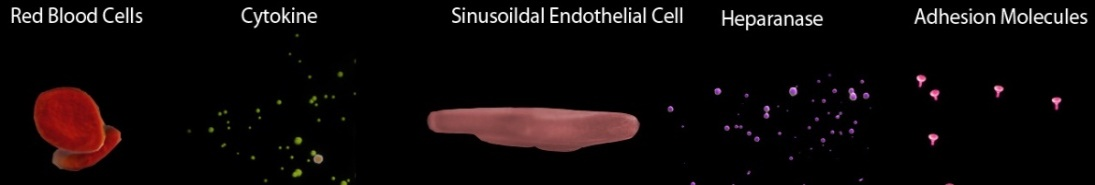 Red Blood Cells
Cytokine
Sinusoildal Endothelial Cell
Heparanase
Adhesion Molecules